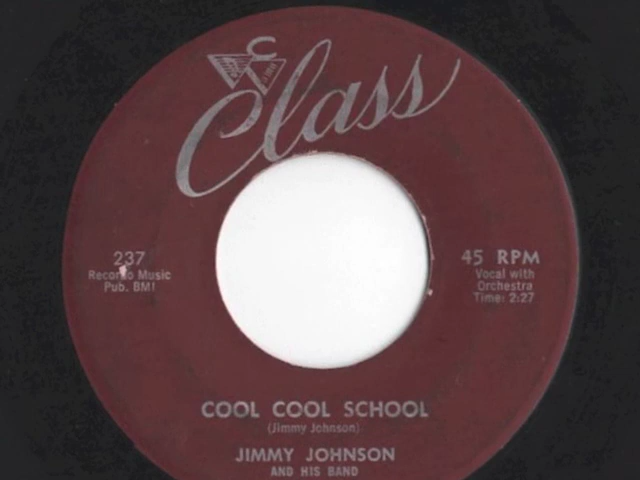 C
Class
237
Recordo Music
Pub. BMI
45 RPM
Vocal with
Orchestra
Time: 2:27
COOL COOL SCHOOL
(Jimmy Johnson)
JIMMY JOHNSON
AND HIS BAND